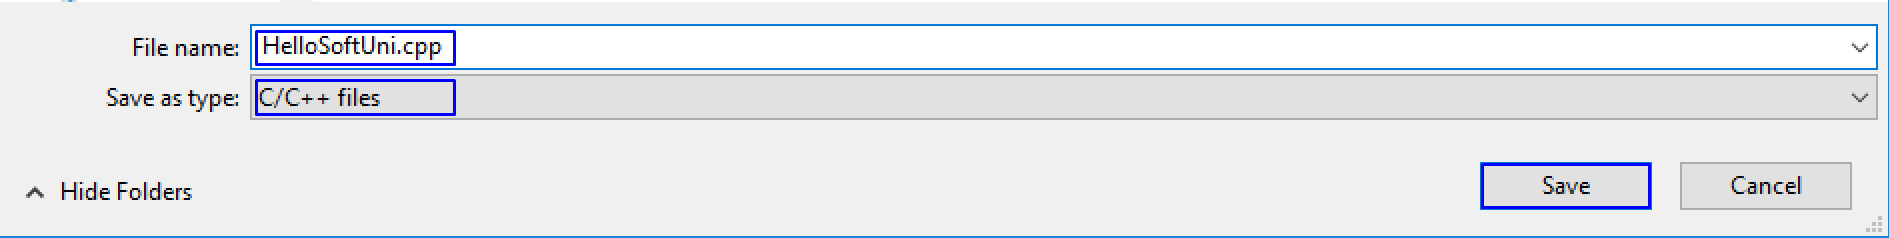 File name: HelloSoftUni.cpp
Save as type: C/C++ files
Hide Folders Save Cancel